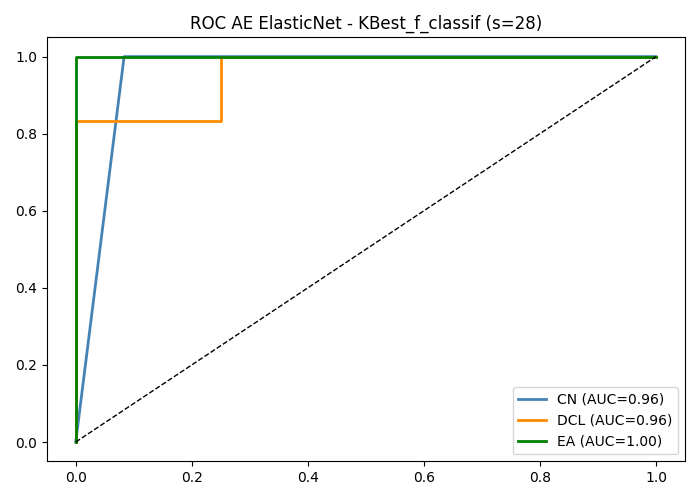 ROC AE ElasticNet - KBest_f_classif (s=28)
1.0
0.8
0.6
0.4
0.2
0.0
CN (AUC=0.96)
DCL (AUC=0.96)
EA (AUC=1.00)
0.0 0.2 0.4 0.6 0.8 1.0